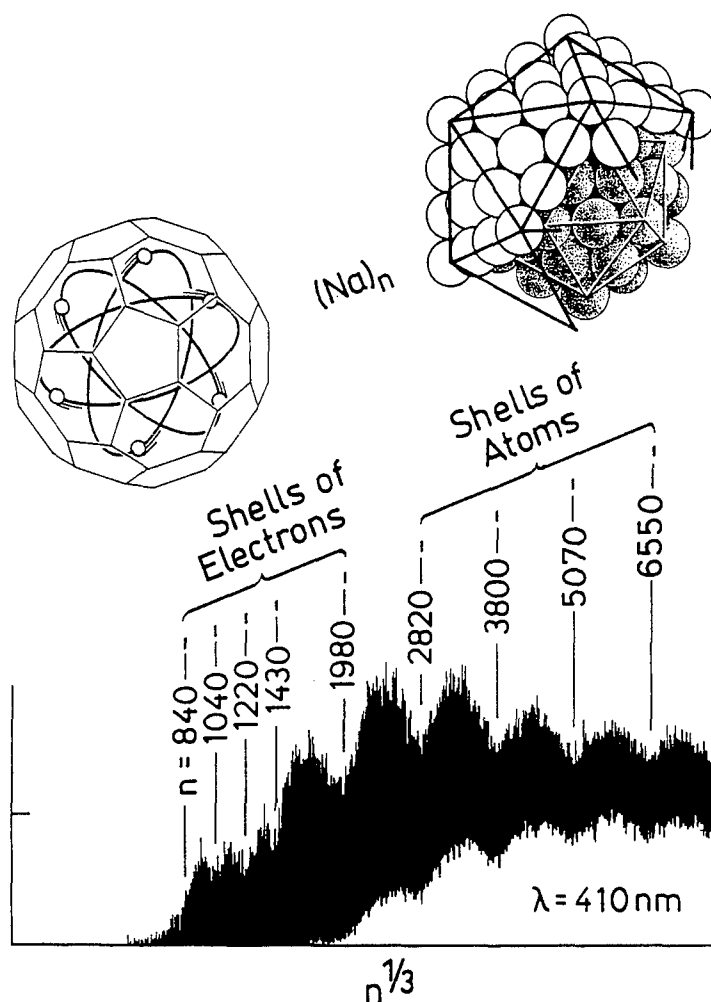 (Na)n
Shells of
Electrons
Shells of
Atoms
n = 840
1040
1220
1430
1980
2820
3800
5070
6550
λ = 410 nm
n^1/3